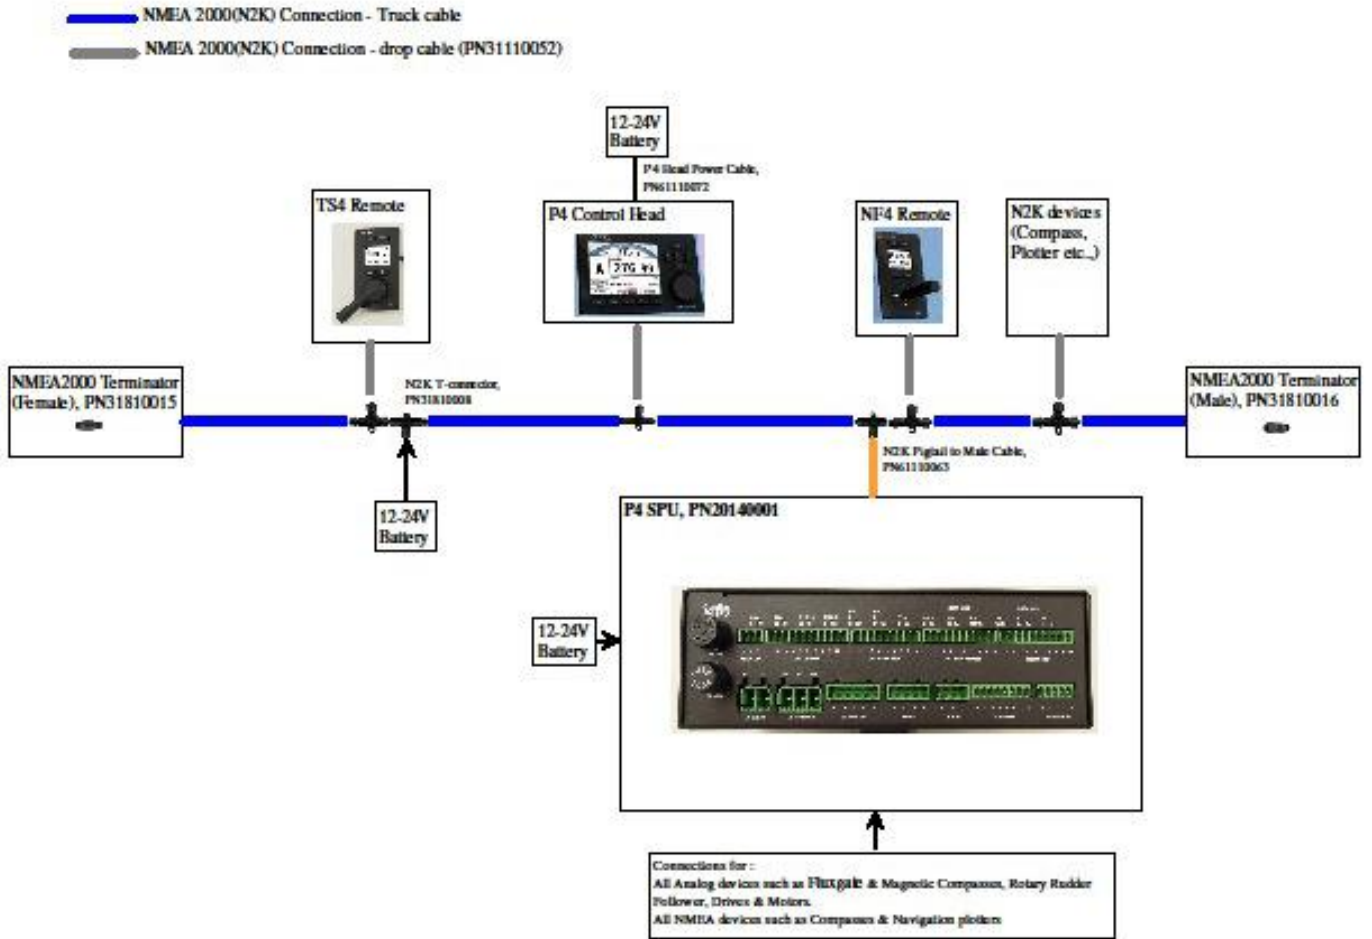 NMEA 2000(N2K) Connection - Truck cable
NMEA 2000(N2K) Connection - drop cable (PN31110052)
12-24V
Battery
P4 Head Power Cable,
PN61110072
TS4 Remote
P4 Control Head
NF4 Remote
N2K devices
(Compass,
Plotter etc.,)
NMEA2000 Terminator
(Female), PN31810015
N2K T-connector,
PN31810008
NMEA2000 Terminator
(Male), PN31810016
N2K Pigtail to Male Cable,
PN61110063
12-24V
Battery
P4 SPU, PN20140001
12-24V
Battery
Connections for :
All Analog devices such as Fluxgate & Magnetic Compasses, Rotary Rudder
Follower, Drives & Motors.
All NMEA devices such as Compasses & Navigation plotters